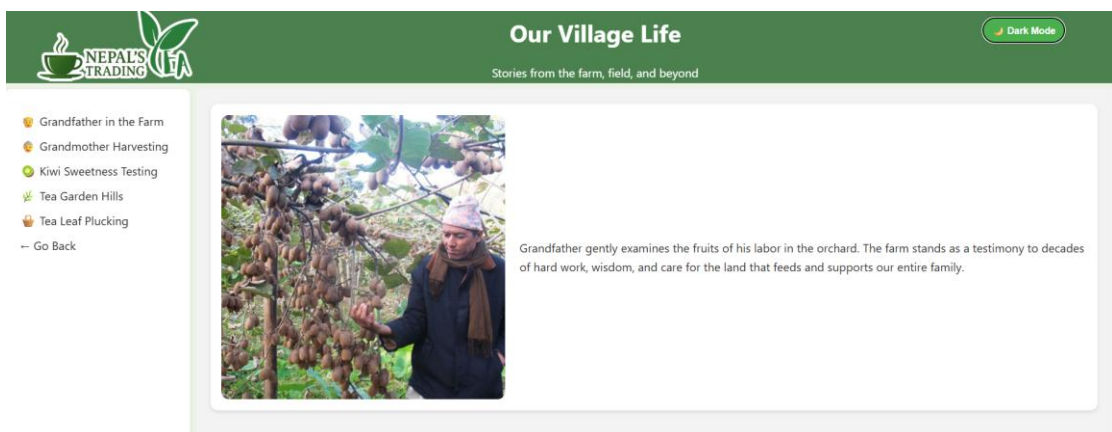 NEPAL'S
TRADING
TEA
Our Village Life
Stories from the farm, field, and beyond
🌙 Dark Mode
👴 Grandfather in the Farm
👵 Grandmother Harvesting
🥝 Kiwi Sweetness Testing
🌿 Tea Garden Hills
🧺 Tea Leaf Plucking
← Go Back
Grandfather gently examines the fruits of his labor in the orchard. The farm stands as a testimony to decades
of hard work, wisdom, and care for the land that feeds and supports our entire family.